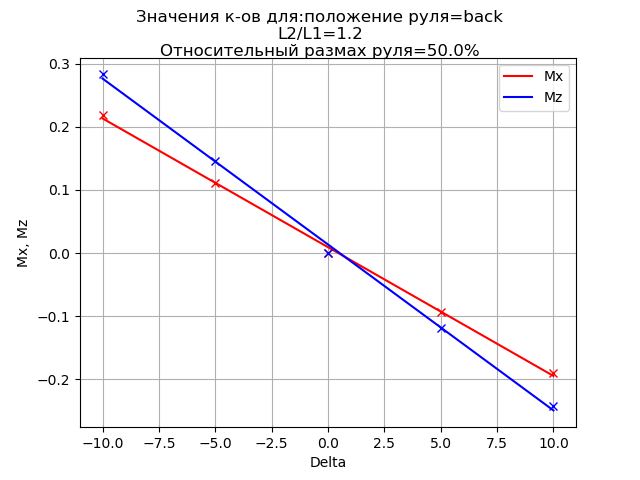 Значения к-ов для:положение руля=back
L2/L1=1.2
Относительный размах руля=50.0%
Mx
Mz
0.3
0.2
0.1
0.0
−0.1
−0.2
Mx, Mz
−10.0 −7.5 −5.0 −2.5 0.0 2.5 5.0 7.5 10.0
Delta